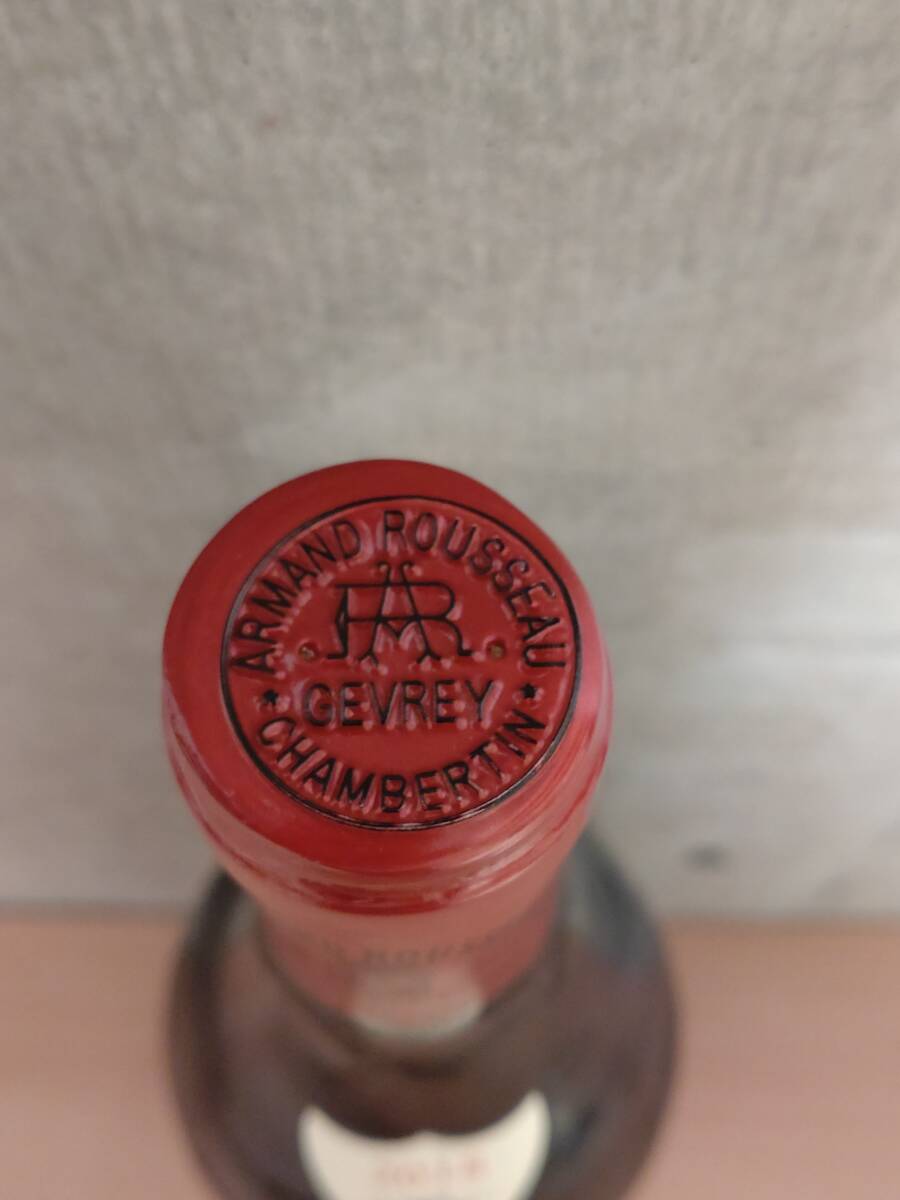 ARMAND ROUSSEAU
AR
GEVREY
★ CHAMBERTIN ★